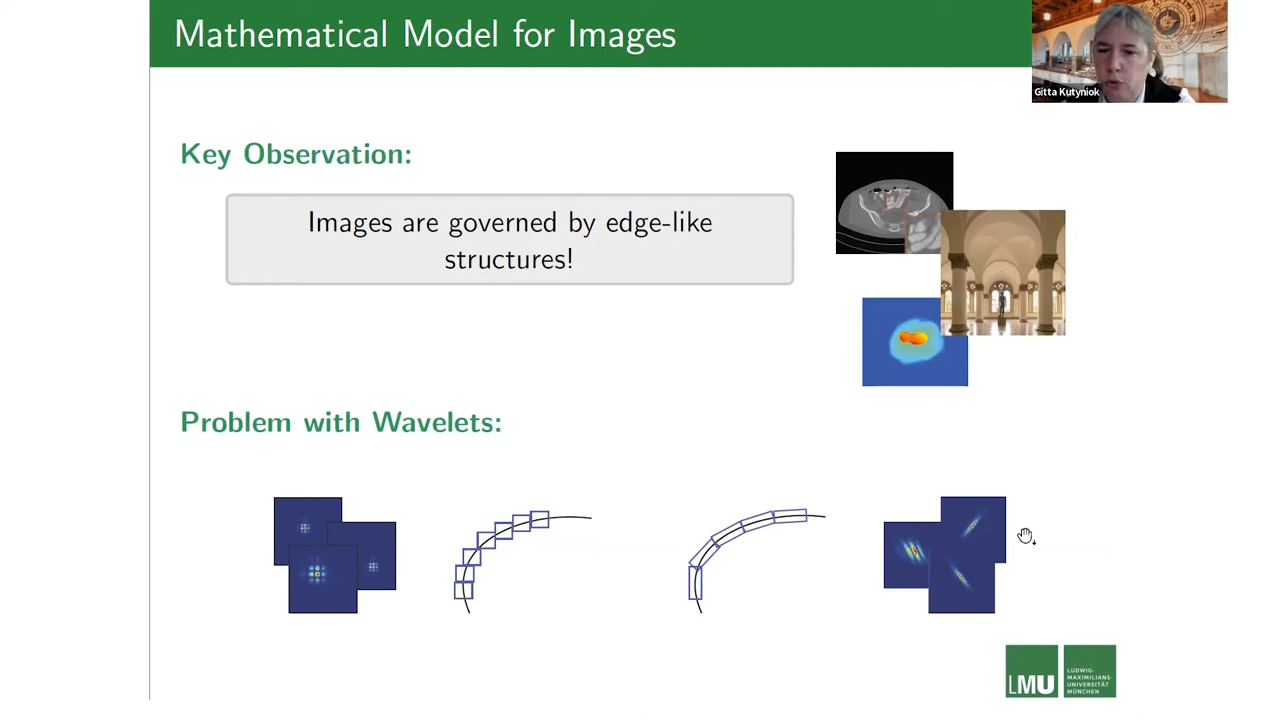 Mathematical Model for Images
Gitta Kutyniok
Key Observation:
Images are governed by edge-like
structures!
Problem with Wavelets:
LMU
LUDWIG-
MAXIMILIANS-
UNIVERSITÄT
MÜNCHEN